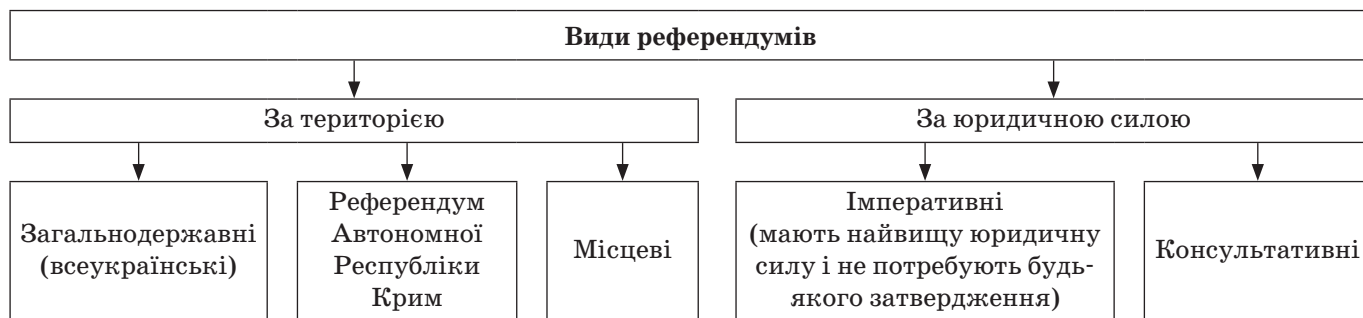 Види референдумів
За територією
За юридичною силою
Загальнодержавні
(всеукраїнські)
Референдум
Автономної
Республіки
Крим
Місцеві
Імперативні
(мають найвищу юридичну
силу і не потребують будь-
якого затвердження)
Консультативні